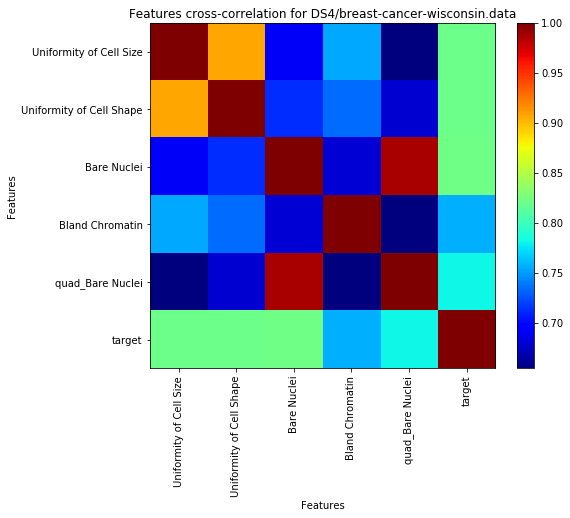 Features cross-correlation for DS4/breast-cancer-wisconsin.data
Uniformity of Cell Size
Uniformity of Cell Shape
Bare Nuclei
Bland Chromatin
quad_Bare Nuclei
target
Features
Uniformity of Cell Size
Uniformity of Cell Shape
Bare Nuclei
Bland Chromatin
quad_Bare Nuclei
target
Features
1.00
0.95
0.90
0.85
0.80
0.75
0.70